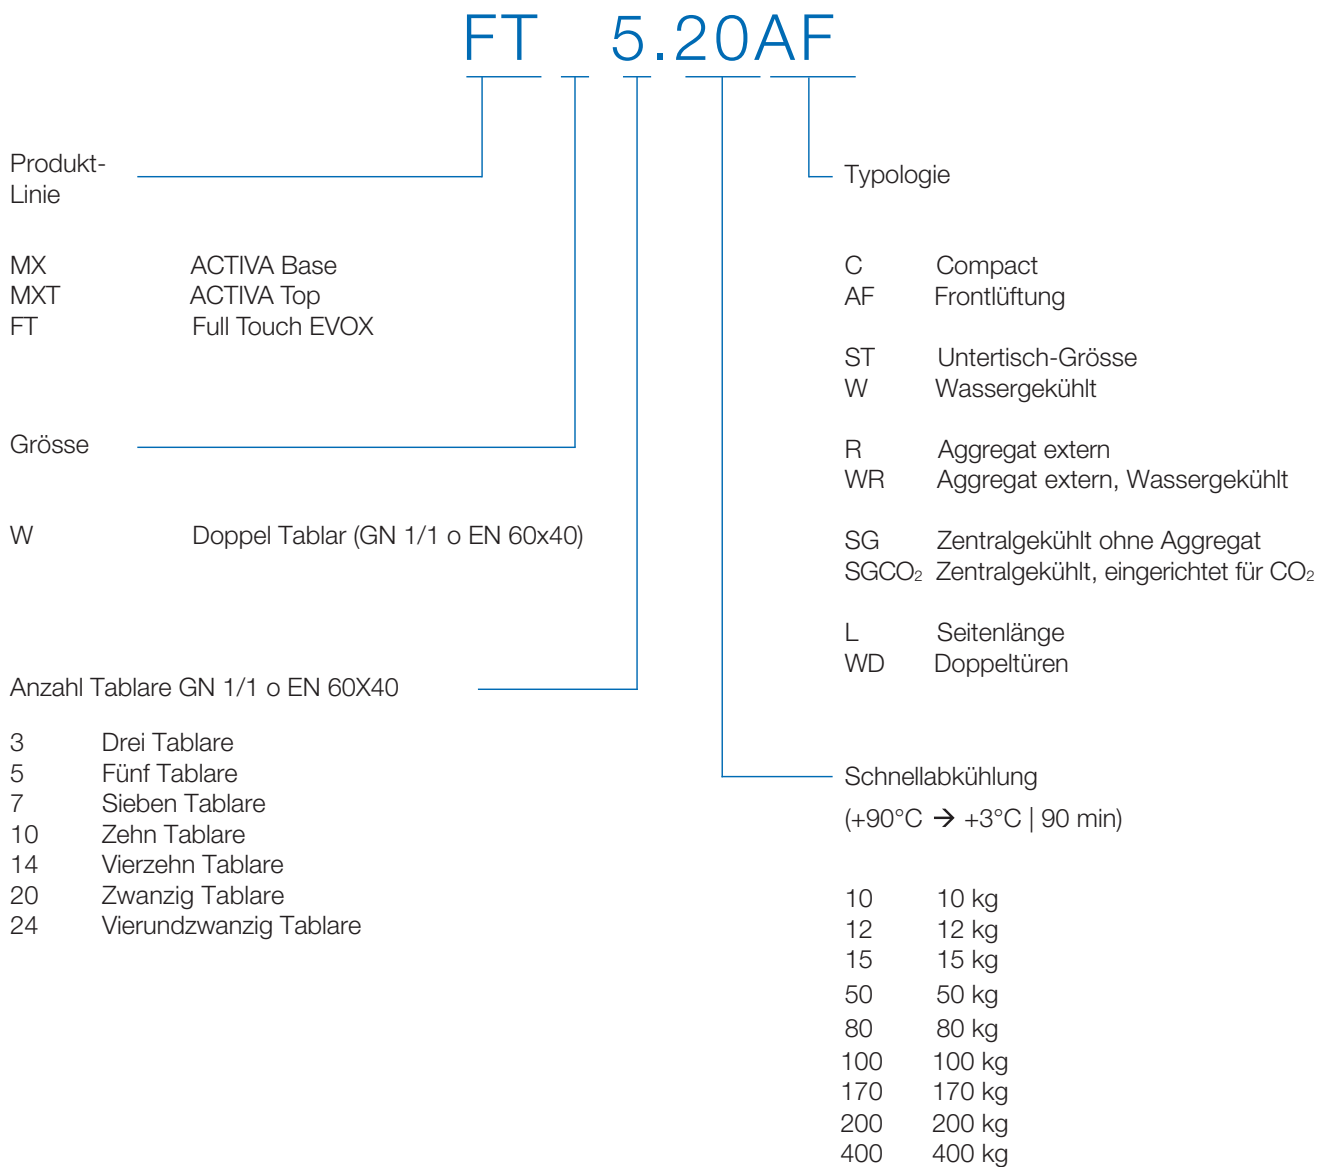 FT 5.20AF
Produkt-
Linie
MX ACTIVA Base
MXT ACTIVA Top
FT Full Touch EVOX
Grösse
W Doppel Tablar (GN 1/1 o EN 60x40)
Anzahl Tablare GN 1/1 o EN 60X40
3 Drei Tablare
5 Fünf Tablare
7 Sieben Tablare
10 Zehn Tablare
14 Vierzehn Tablare
20 Zwanzig Tablare
24 Vierundzwanzig Tablare
Typologie
C Compact
AF Frontlüftung
ST Untertisch-Grösse
W Wassergekühlt
R Aggregat extern
WR Aggregat extern, Wassergekühlt
SG Zentralgekühlt ohne Aggregat
SGCO₂ Zentralgekühlt, eingerichtet für CO₂
L Seitenlänge
WD Doppeltüren
Schnellabkühlung
(+90°C → +3°C | 90 min)
10 10 kg
12 12 kg
15 15 kg
50 50 kg
80 80 kg
100 100 kg
170 170 kg
200 200 kg
400 400 kg